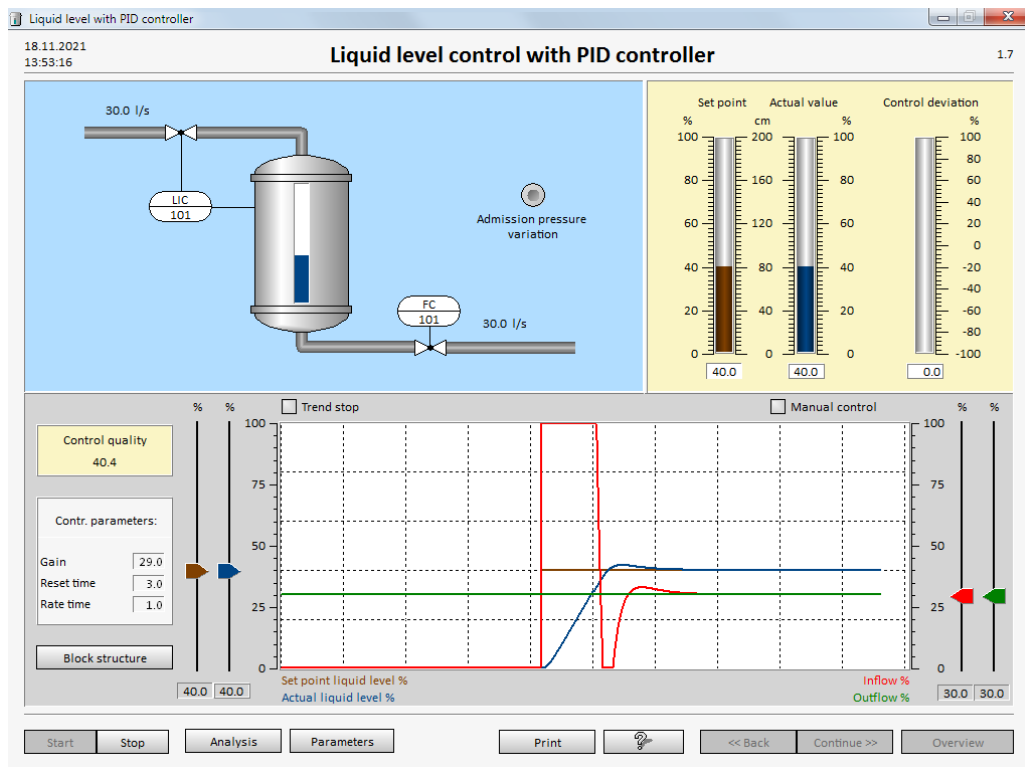 Liquid level with PID controller
18.11.2021
13:53:16
Liquid level control with PID controller
1.7
30.0 l/s
LIC
101
Admission pressure
variation
FC
101
30.0 l/s
Set point Actual value Control deviation
% cm % %
100 200 100 100
80
80 160 80 60
40
60 120 60 20
0
40 80 40 -20
-40
20 40 20 -60
-80
0 0 0 -100
40.0 40.0 0.0
% % Trend stop Manual control % %
Control quality
40.4
Contr. parameters:
Gain 29.0
Reset time 3.0
Rate time 1.0
Block structure
100 100
75 75
50 50
25 25
0 0
40.0 40.0
Set point liquid level % Inflow %
Actual liquid level % Outflow %
30.0 30.0
Start Stop Analysis Parameters Print ? << Back Continue >> Overview